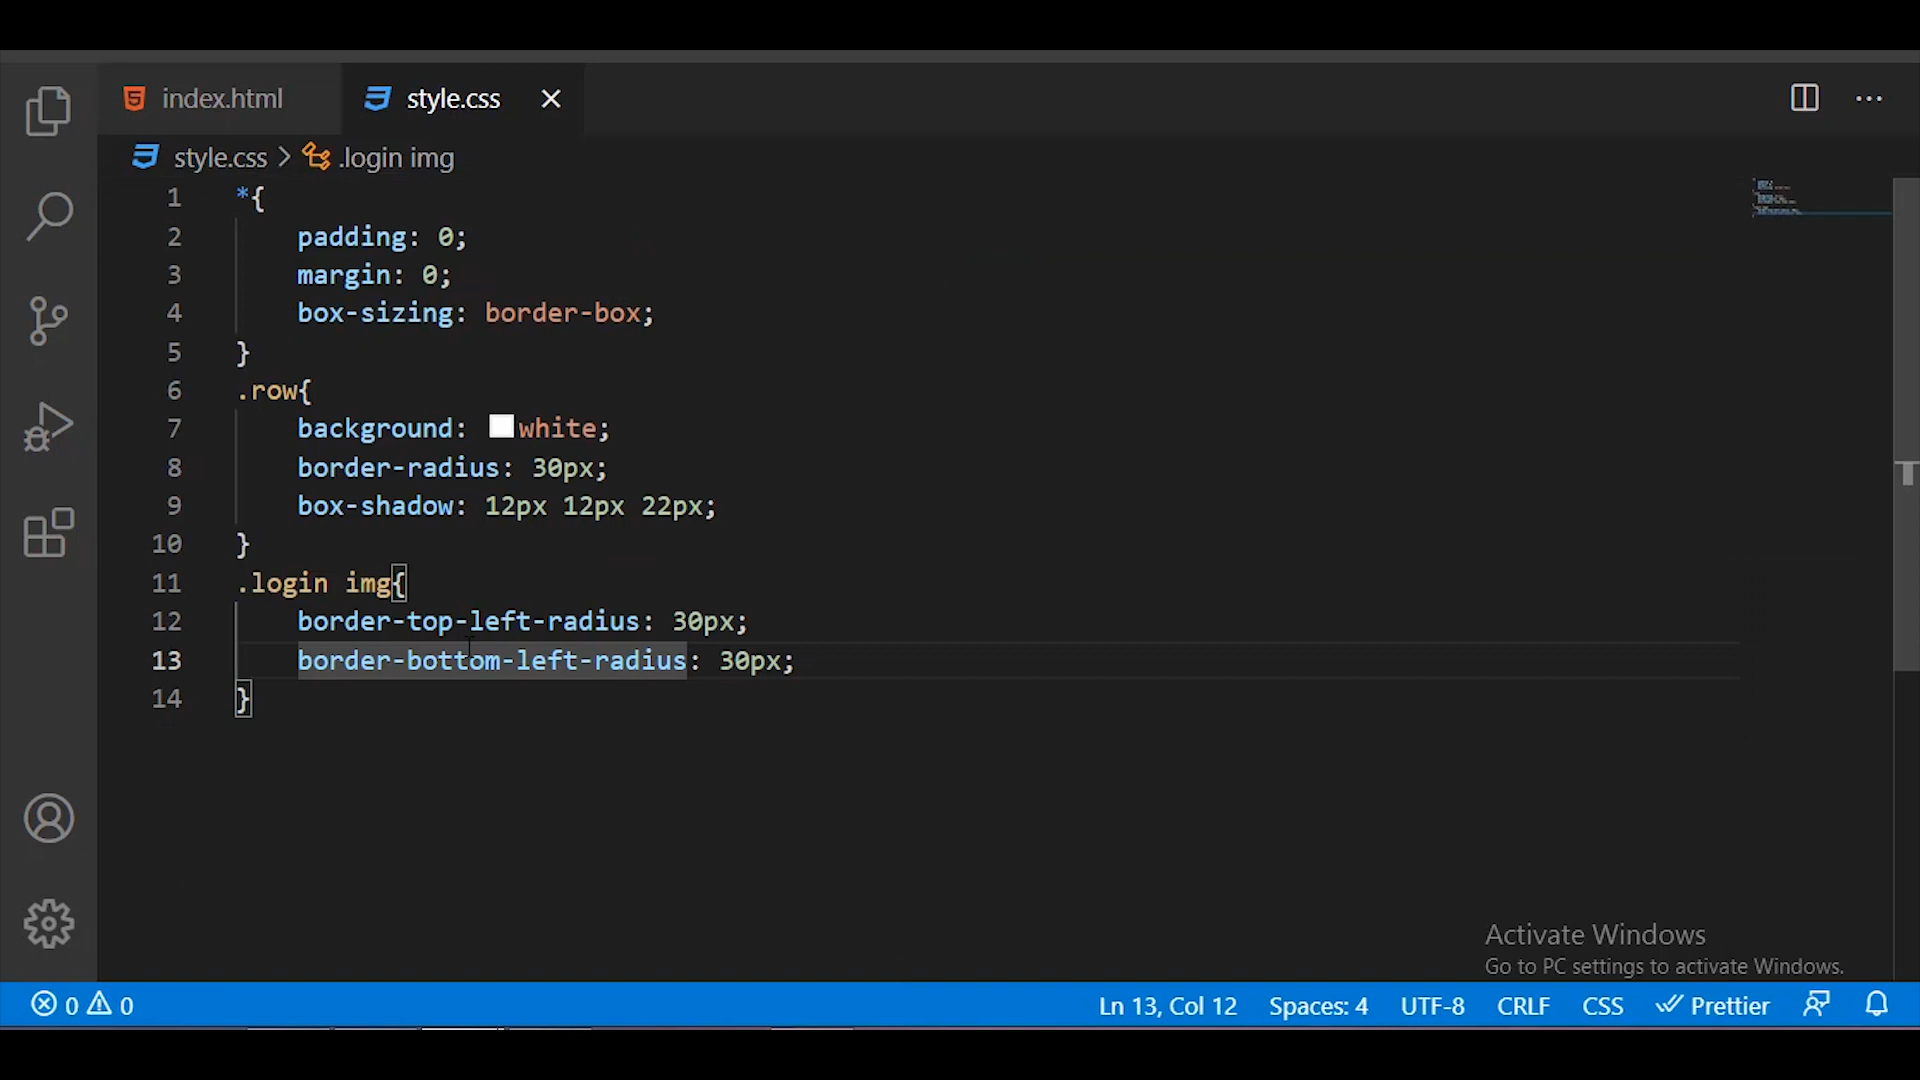 index.html
style.css
style.css > .login img
1 *{
2 padding: 0;
3 margin: 0;
4 box-sizing: border-box;
5 }
6 .row{
7 background: white;
8 border-radius: 30px;
9 box-shadow: 12px 12px 22px;
10 }
11 .login img{
12 border-top-left-radius: 30px;
13 border-bottom-left-radius: 30px;
14 }
Activate Windows
Go to PC settings to activate Windows.
0 0 Ln 13, Col 12 Spaces: 4 UTF-8 CRLF CSS Prettier